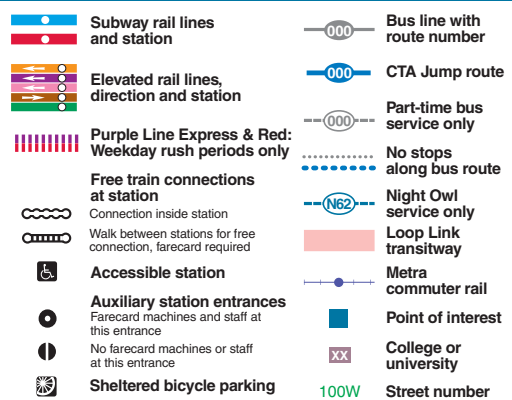 Subway rail lines
and station
Elevated rail lines,
direction and station
Purple Line Express & Red:
Weekday rush periods only
Free train connections
at station
Connection inside station
Walk between stations for free
connection, farecard required
Accessible station
Auxiliary station entrances
Farecard machines and staff at
this entrance
No farecard machines or staff
at this entrance
Sheltered bicycle parking
000
Bus line with
route number
000
CTA Jump route
000
Part-time bus
service only
No stops
along bus route
N62
Night Owl
service only
Loop Link
transitway
Metra
commuter rail
Point of interest
XX
College or
university
100W
Street number